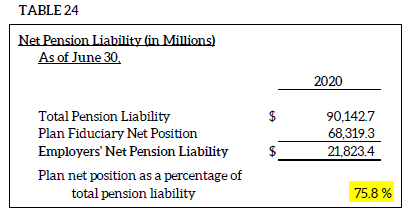 TABLE 24
Net Pension Liability (in Millions)
As of June 30,
2020
Total Pension Liability $ 90,142.7
Plan Fiduciary Net Position 68,319.3
Employers' Net Pension Liability $ 21,823.4
Plan net position as a percentage of
total pension liability 75.8 %